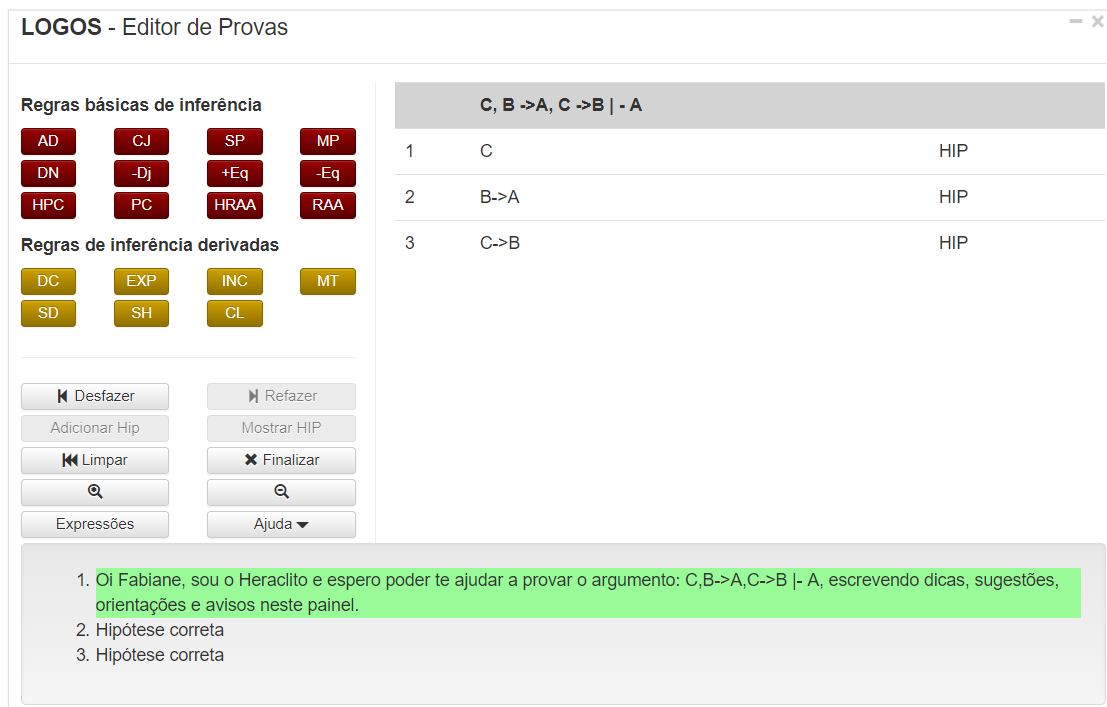 LOGOS - Editor de Provas
Regras básicas de inferência
AD CJ SP MP
DN -Dj +Eq -Eq
HPC PC HRAA RAA
Regras de inferência derivadas
DC EXP INC MT
SD SH CL
Desfazer Refazer
Adicionar Hip Mostrar HIP
Limpar Finalizar
Expressões Ajuda
C, B ->A, C ->B | - A
1 C HIP
2 B->A HIP
3 C->B HIP
1. Oi Fabiane, sou o Heraclito e espero poder te ajudar a provar o argumento: C,B->A,C->B |- A, escrevendo dicas, sugestões,
orientações e avisos neste painel.
2. Hipótese correta
3. Hipótese correta